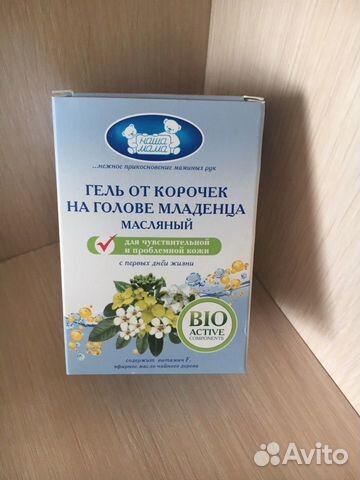 наша
мама
...нежное прикосновение маминых рук
ГЕЛЬ ОТ КОРОЧЕК
НА ГОЛОВЕ МЛАДЕНЦА
МАСЛЯНЫЙ
для чувствительной
и проблемной кожи
с первых дней жизни
BIO
ACTIVE
COMPONENTS
содержит витамин F,
эфирное масло чайного дерева
Avito